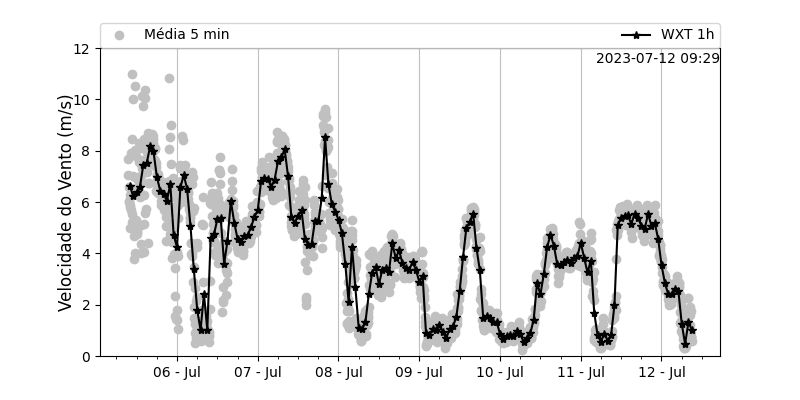 Média 5 min
WXT 1h
2023-07-12 09:29
Velocidade do Vento (m/s)
12
10
8
6
4
2
0
06 - Jul
07 - Jul
08 - Jul
09 - Jul
10 - Jul
11 - Jul
12 - Jul